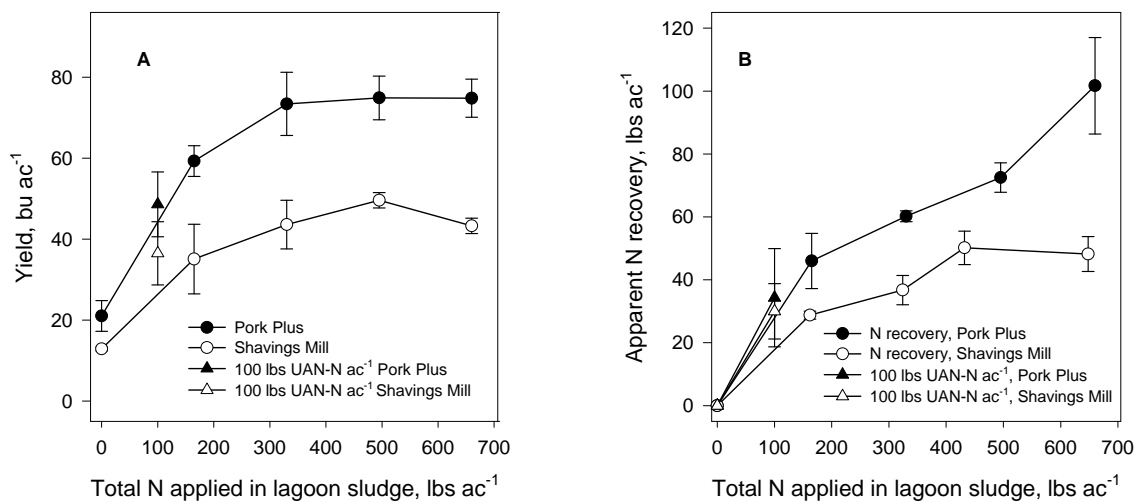 A
Yield, bu ac⁻¹
80
60
40
20
0
0 100 200 300 400 500 600 700
Total N applied in lagoon sludge, lbs ac⁻¹
Pork Plus
Shavings Mill
100 lbs UAN-N ac⁻¹ Pork Plus
100 lbs UAN-N ac⁻¹ Shavings Mill
B
Apparent N recovery, lbs ac⁻¹
120
100
80
60
40
20
0
0 100 200 300 400 500 600 700
Total N applied in lagoon sludge, lbs ac⁻¹
N recovery, Pork Plus
N recovery, Shavings Mill
100 lbs UAN-N ac⁻¹, Pork Plus
100 lbs UAN-N ac⁻¹, Shavings Mill